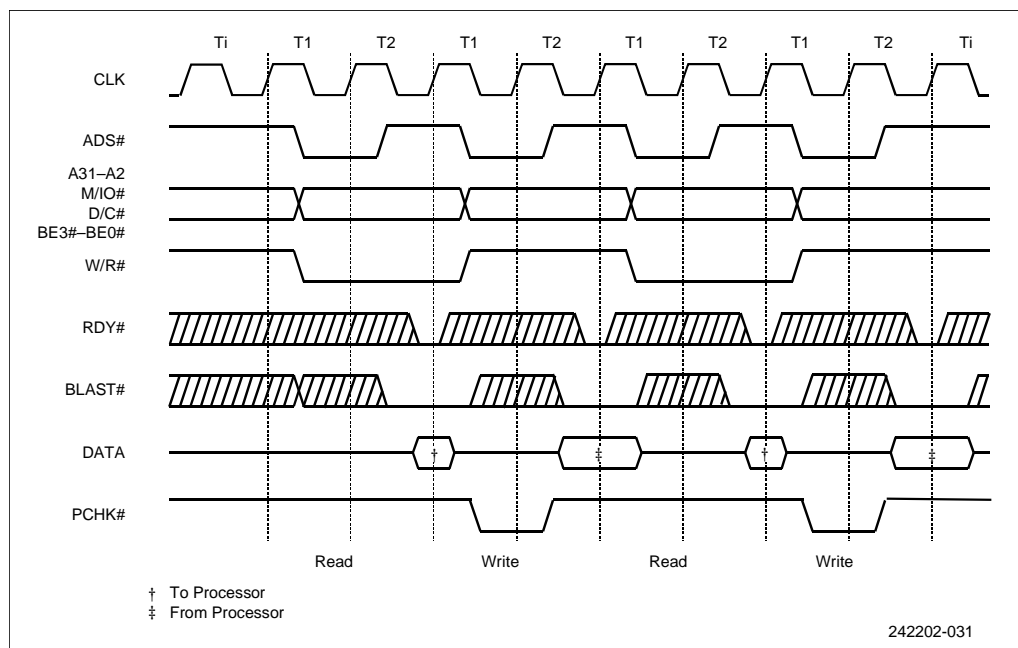 Ti T1 T2 T1 T2 T1 T2 T1 T2 Ti
CLK
ADS#
A31–A2
M/IO#
D/C#
BE3#–BE0#
W/R#
RDY#
BLAST#
DATA † ‡ † ‡
PCHK#
Read Write Read Write
† To Processor
‡ From Processor
242202-031